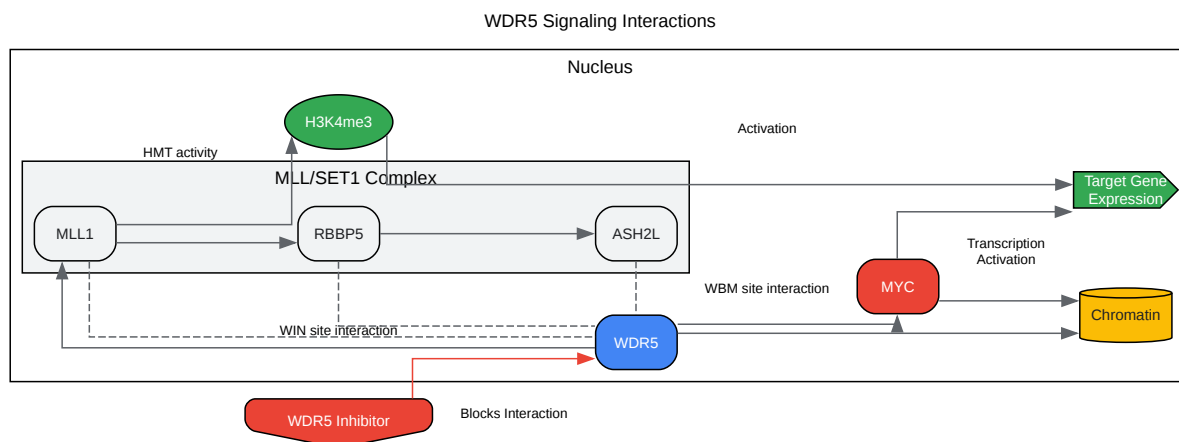 WDR5 Signaling Interactions
Nucleus
H3K4me3
Activation
HMT activity
MLL/SET1 Complex
Target Gene
Expression
MLL1
RBBP5
ASH2L
Transcription
Activation
MYC
WBM site interaction
Chromatin
WIN site interaction
WDR5
WDR5 Inhibitor
Blocks Interaction